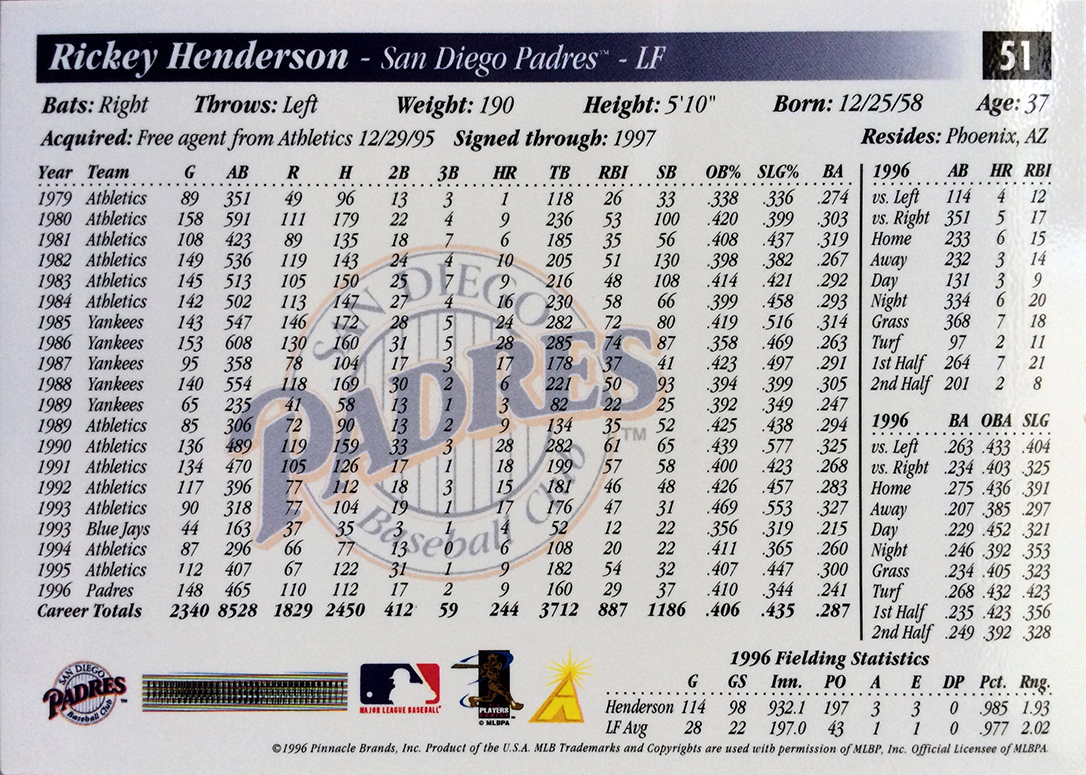 Rickey Henderson - San Diego Padres™ - LF 51
Bats: Right Throws: Left Weight: 190 Height: 5'10" Born: 12/25/58 Age: 37
Acquired: Free agent from Athletics 12/29/95 Signed through: 1997 Resides: Phoenix, AZ
Year Team G AB R H 2B 3B HR TB RBI SB OB% SLG% BA
1979 Athletics 89 351 49 96 13 3 1 118 26 33 .338 .336 .274
1980 Athletics 158 591 111 179 22 4 9 236 53 100 .420 .399 .303
1981 Athletics 108 423 89 135 18 7 6 185 35 56 .408 .437 .319
1982 Athletics 149 536 119 143 24 4 10 205 51 130 .398 .382 .267
1983 Athletics 145 513 105 150 25 7 9 216 48 108 .414 .421 .292
1984 Athletics 142 502 113 147 27 4 16 230 58 66 .399 .458 .293
1985 Yankees 143 547 146 172 28 5 24 282 72 80 .419 .516 .314
1986 Yankees 153 608 130 160 31 5 28 285 74 87 .358 .469 .263
1987 Yankees 95 358 78 104 17 3 17 178 37 41 .423 .497 .291
1988 Yankees 140 554 118 169 30 2 6 221 50 93 .394 .399 .305
1989 Yankees 65 235 41 58 13 1 3 82 22 25 .392 .349 .247
1989 Athletics 85 306 72 90 13 2 9 134 35 52 .425 .438 .294
1990 Athletics 136 489 119 159 33 3 28 282 61 65 .439 .577 .325
1991 Athletics 134 470 105 126 17 1 18 199 57 58 .400 .423 .268
1992 Athletics 117 396 77 112 18 3 15 181 46 48 .426 .457 .283
1993 Athletics 90 318 77 104 19 1 17 176 47 31 .469 .553 .327
1993 Blue Jays 44 163 37 35 3 1 4 52 12 22 .356 .319 .215
1994 Athletics 87 296 66 77 13 0 6 108 20 22 .411 .365 .260
1995 Athletics 112 407 67 122 31 1 9 182 54 32 .407 .447 .300
1996 Padres 148 465 110 112 17 2 9 160 29 37 .410 .344 .241
Career Totals 2340 8528 1829 2450 412 59 244 3712 887 1186 .406 .435 .287
SAN DIEGO
PADRES™
Baseball Club
1996 AB HR RBI
vs. Left 114 4 12
vs. Right 351 5 17
Home 233 6 15
Away 232 3 14
Day 131 3 9
Night 334 6 20
Grass 368 7 18
Turf 97 2 11
1st Half 264 7 21
2nd Half 201 2 8
1996 BA OBA SLG
vs. Left .263 .433 .404
vs. Right .234 .403 .325
Home .275 .436 .391
Away .207 .385 .297
Day .229 .452 .321
Night .246 .392 .353
Grass .234 .405 .323
Turf .268 .432 .423
1st Half .235 .423 .356
2nd Half .249 .392 .328
1996 Fielding Statistics
G GS Inn. PO A E DP Pct. Rng.
Henderson 114 98 932.1 197 3 3 0 .985 1.93
LF Avg 28 22 197.0 43 1 1 0 .977 2.02
SAN DIEGO
PADRES™
Baseball Club
MAJOR LEAGUE BASEBALL®
PLAYERS
© MLBPA
©1996 Pinnacle Brands, Inc. Product of the U.S.A. MLB Trademarks and Copyrights are used with permission of MLBP, Inc. Official Licensee of MLBPA